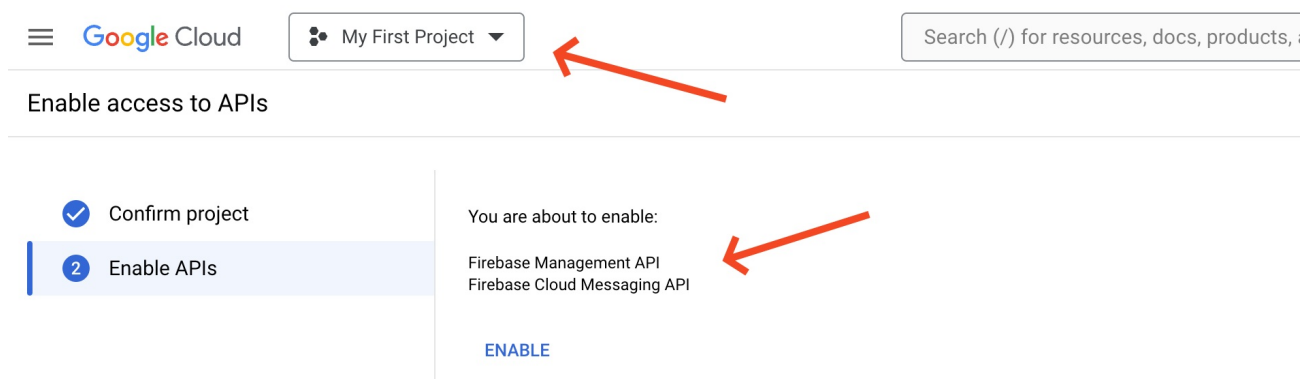 Google Cloud
My First Project
Search (/) for resources, docs, products,
Enable access to APIs
Confirm project
2 Enable APIs
You are about to enable:
Firebase Management API
Firebase Cloud Messaging API
ENABLE